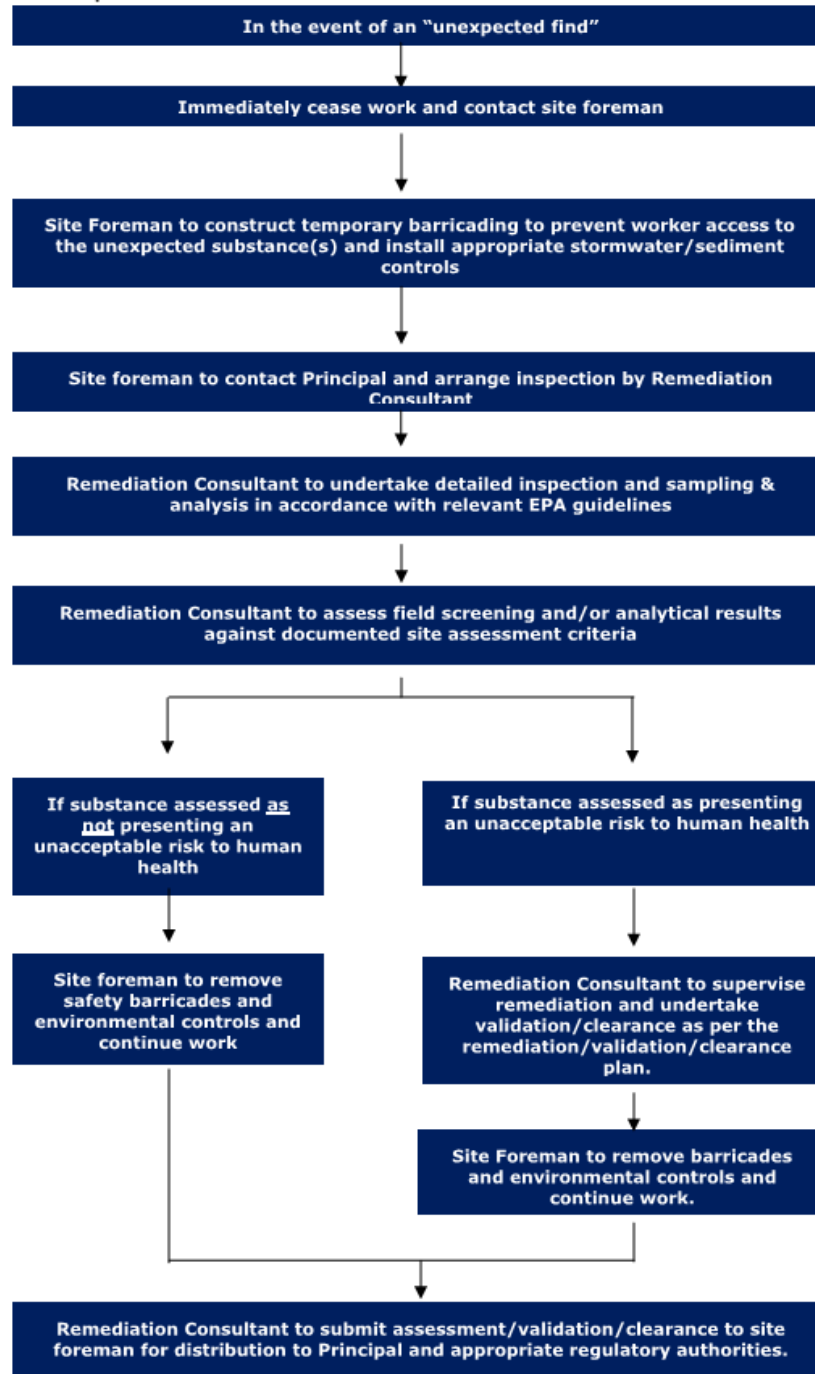 In the event of an “unexpected find”
Immediately cease work and contact site foreman
Site Foreman to construct temporary barricading to prevent worker access to
the unexpected substance(s) and install appropriate stormwater/sediment
controls
Site foreman to contact Principal and arrange inspection by Remediation
Consultant
Remediation Consultant to undertake detailed inspection and sampling &
analysis in accordance with relevant EPA guidelines
Remediation Consultant to assess field screening and/or analytical results
against documented site assessment criteria
If substance assessed as
not presenting an
unacceptable risk to human
health
If substance assessed as presenting
an unacceptable risk to human health
Site foreman to remove
safety barricades and
environmental controls and
continue work
Remediation Consultant to supervise
remediation and undertake
validation/clearance as per the
remediation/validation/clearance
plan.
Site Foreman to remove barricades
and environmental controls and
continue work.
Remediation Consultant to submit assessment/validation/clearance to site
foreman for distribution to Principal and appropriate regulatory authorities.